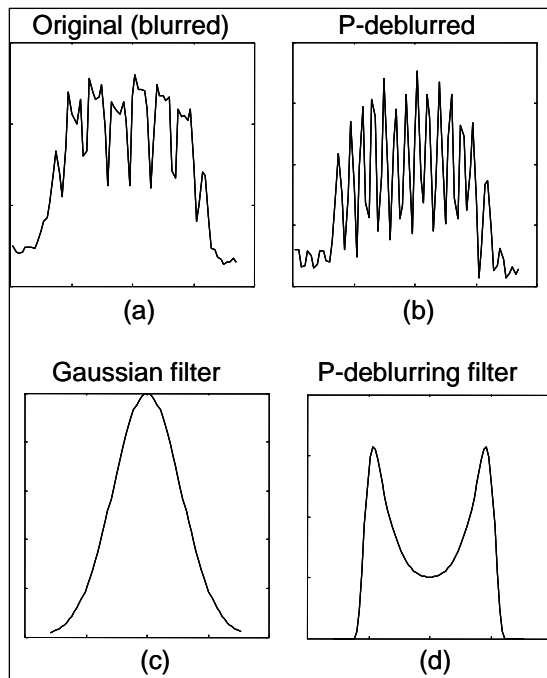 Original (blurred)
P-deblurred
(a)
(b)
Gaussian filter
P-deblurring filter
(c)
(d)